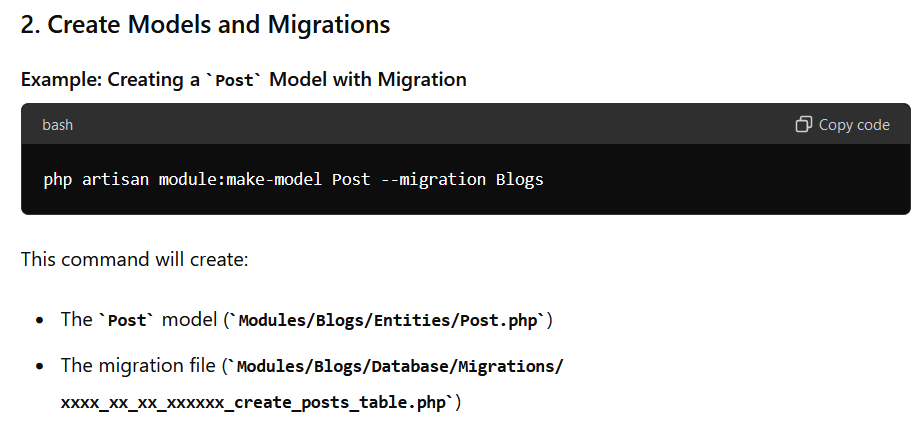 2. Create Models and Migrations
Example: Creating a `Post` Model with Migration
bash
Copy code
php artisan module:make-model Post --migration Blogs
This command will create:
• The `Post` model (`Modules/Blogs/Entities/Post.php`)
• The migration file (`Modules/Blogs/Database/Migrations/
xxxx_xx_xx_xxxxxx_create_posts_table.php`)